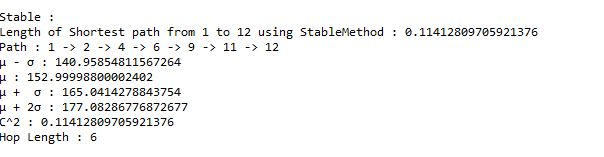 Stable :
Length of Shortest path from 1 to 12 using StableMethod : 0.11412809705921376
Path : 1 -> 2 -> 4 -> 6 -> 9 -> 11 -> 12
μ - σ : 140.95854811567264
μ : 152.99998800002402
μ +  σ : 165.0414278843754
μ + 2σ : 177.08286776872677
C^2 : 0.11412809705921376
Hop Length : 6